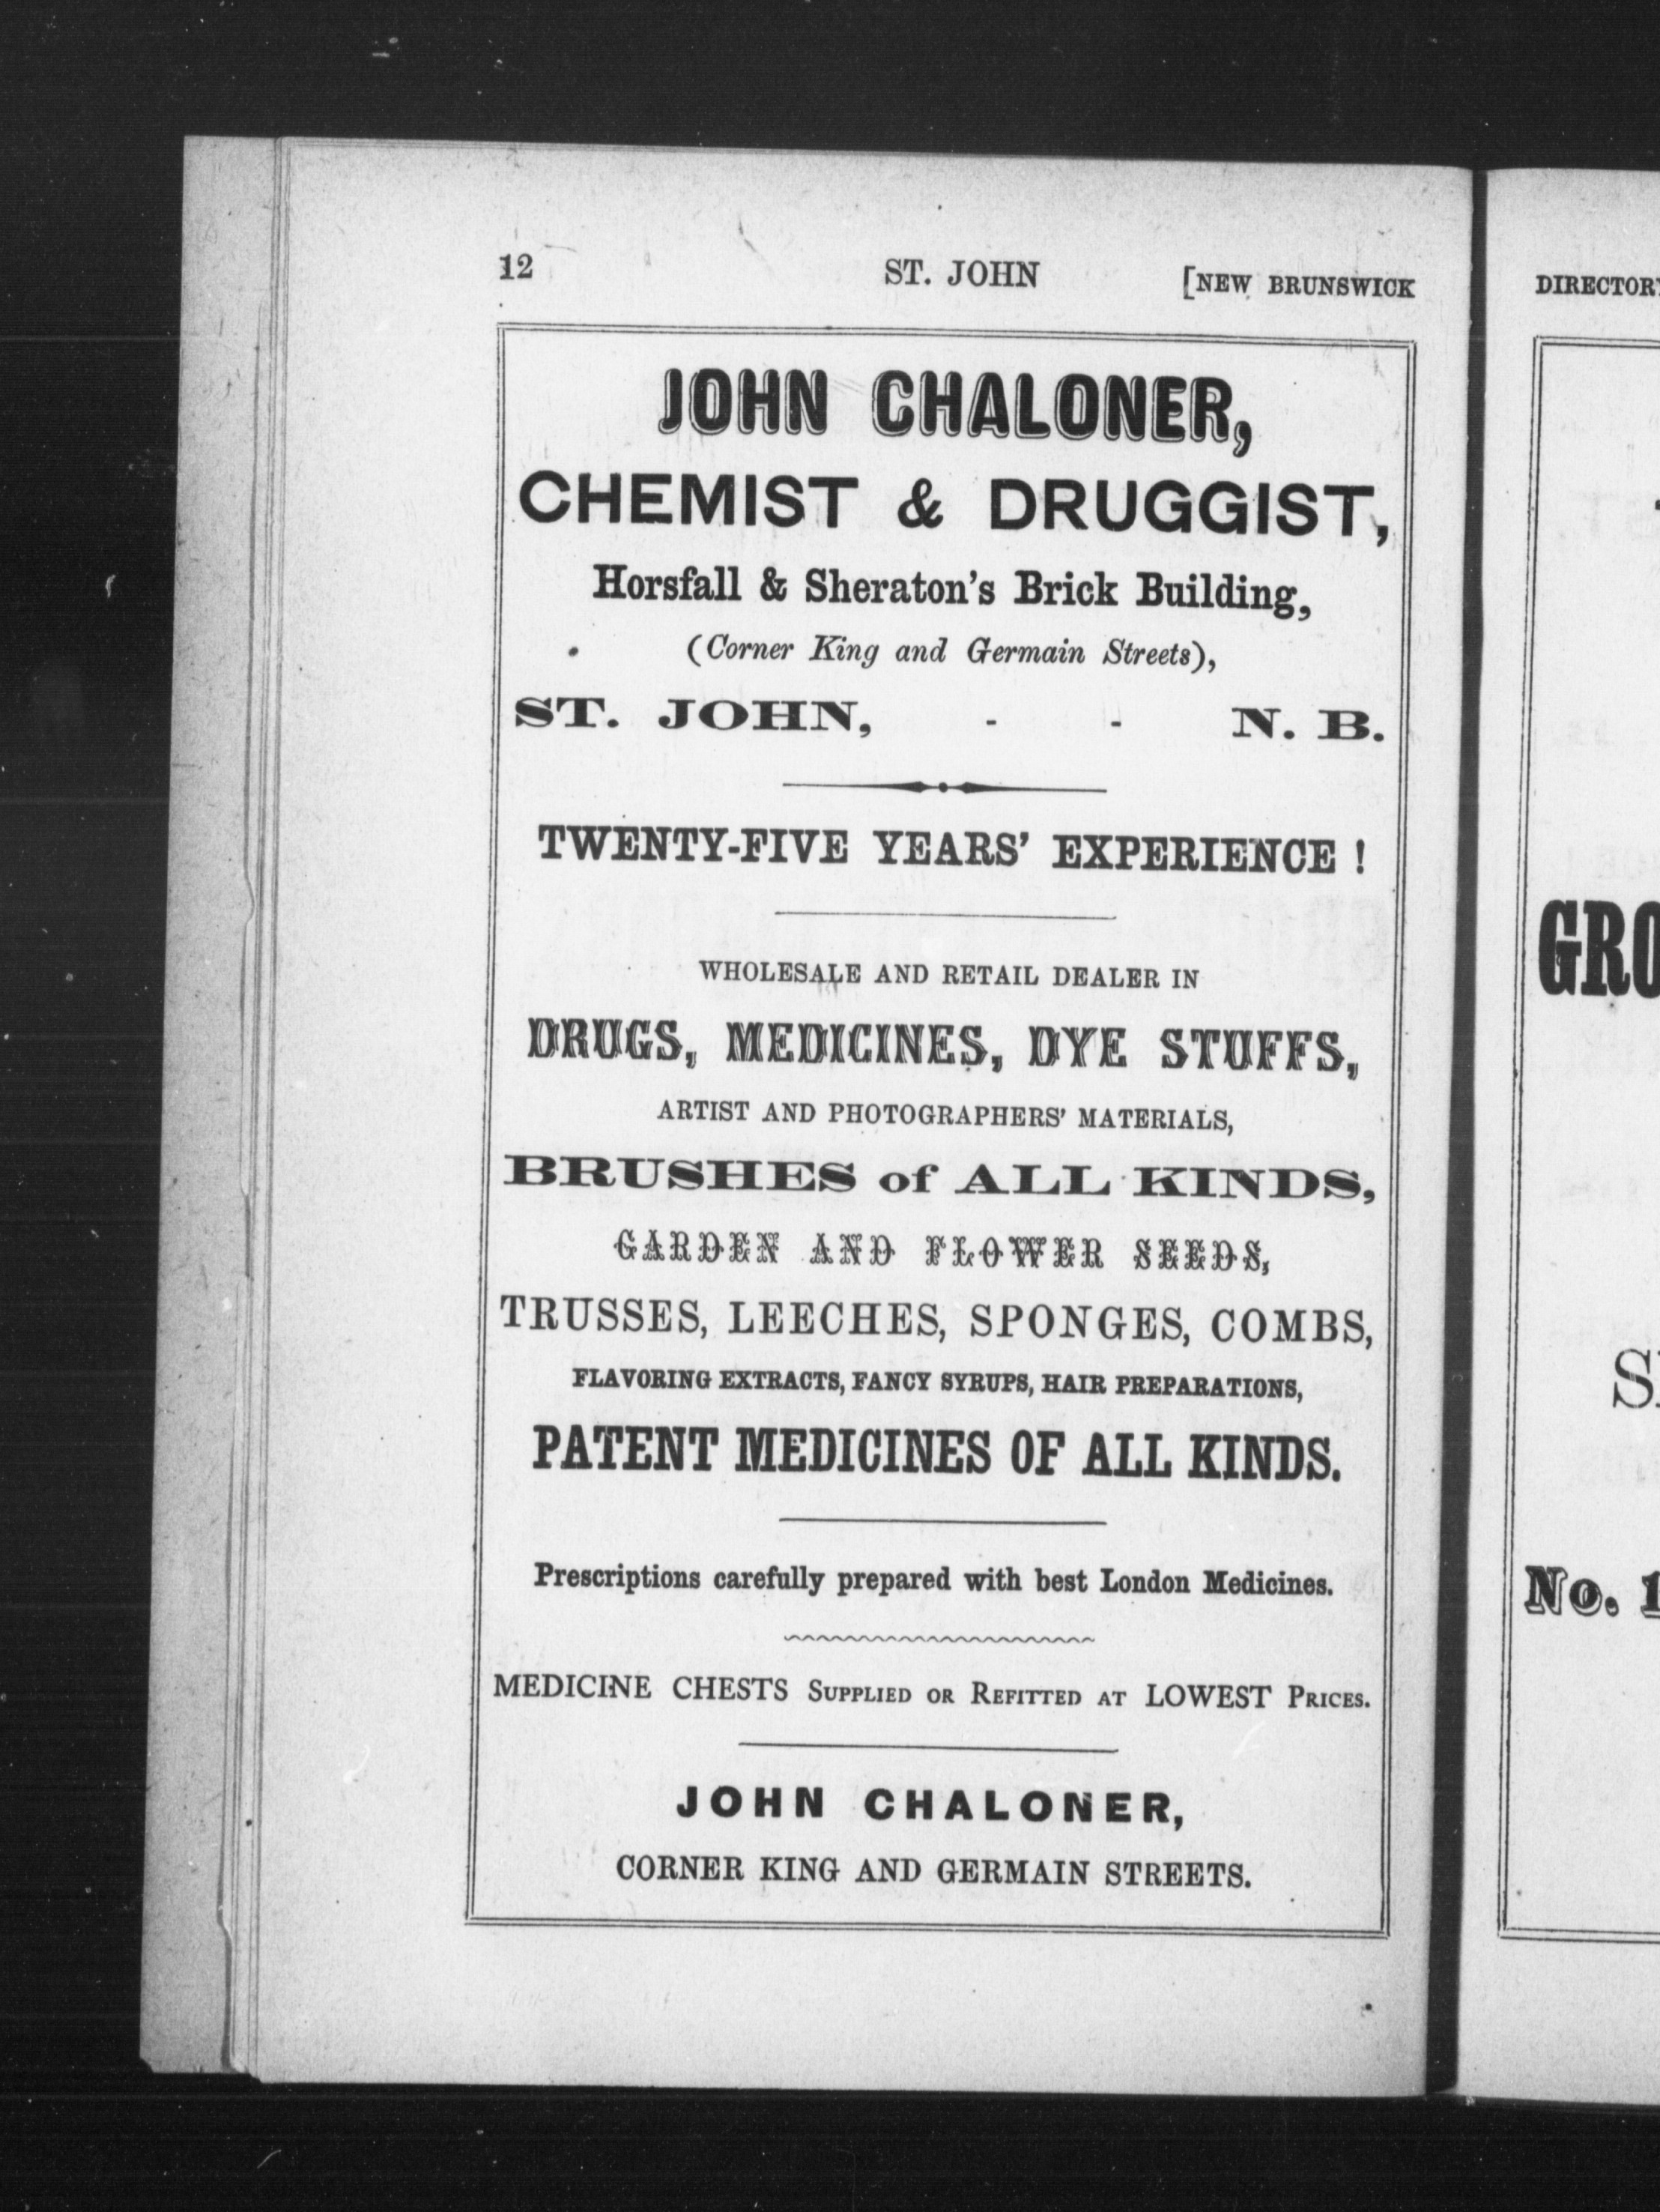 12 ST. JOHN [NEW BRUNSWICK
JOHN CHALONER,
CHEMIST & DRUGGIST,
Horsfall & Sheraton's Brick Building,
(Corner King and Germain Streets),
ST. JOHN, - - N. B.
TWENTY-FIVE YEARS' EXPERIENCE !
WHOLESALE AND RETAIL DEALER IN
DRUGS, MEDICINES, DYE STUFFS,
ARTIST AND PHOTOGRAPHERS' MATERIALS,
BRUSHES of ALL KINDS,
GARDEN AND FLOWER SEEDS,
TRUSSES, LEECHES, SPONGES, COMBS,
FLAVORING EXTRACTS, FANCY SYRUPS, HAIR PREPARATIONS,
PATENT MEDICINES OF ALL KINDS.
Prescriptions carefully prepared with best London Medicines.
MEDICINE CHESTS SUPPLIED OR REFITTED AT LOWEST PRICES.
JOHN CHALONER,
CORNER KING AND GERMAIN STREETS.
DIRECTORY
GRO
No. 1